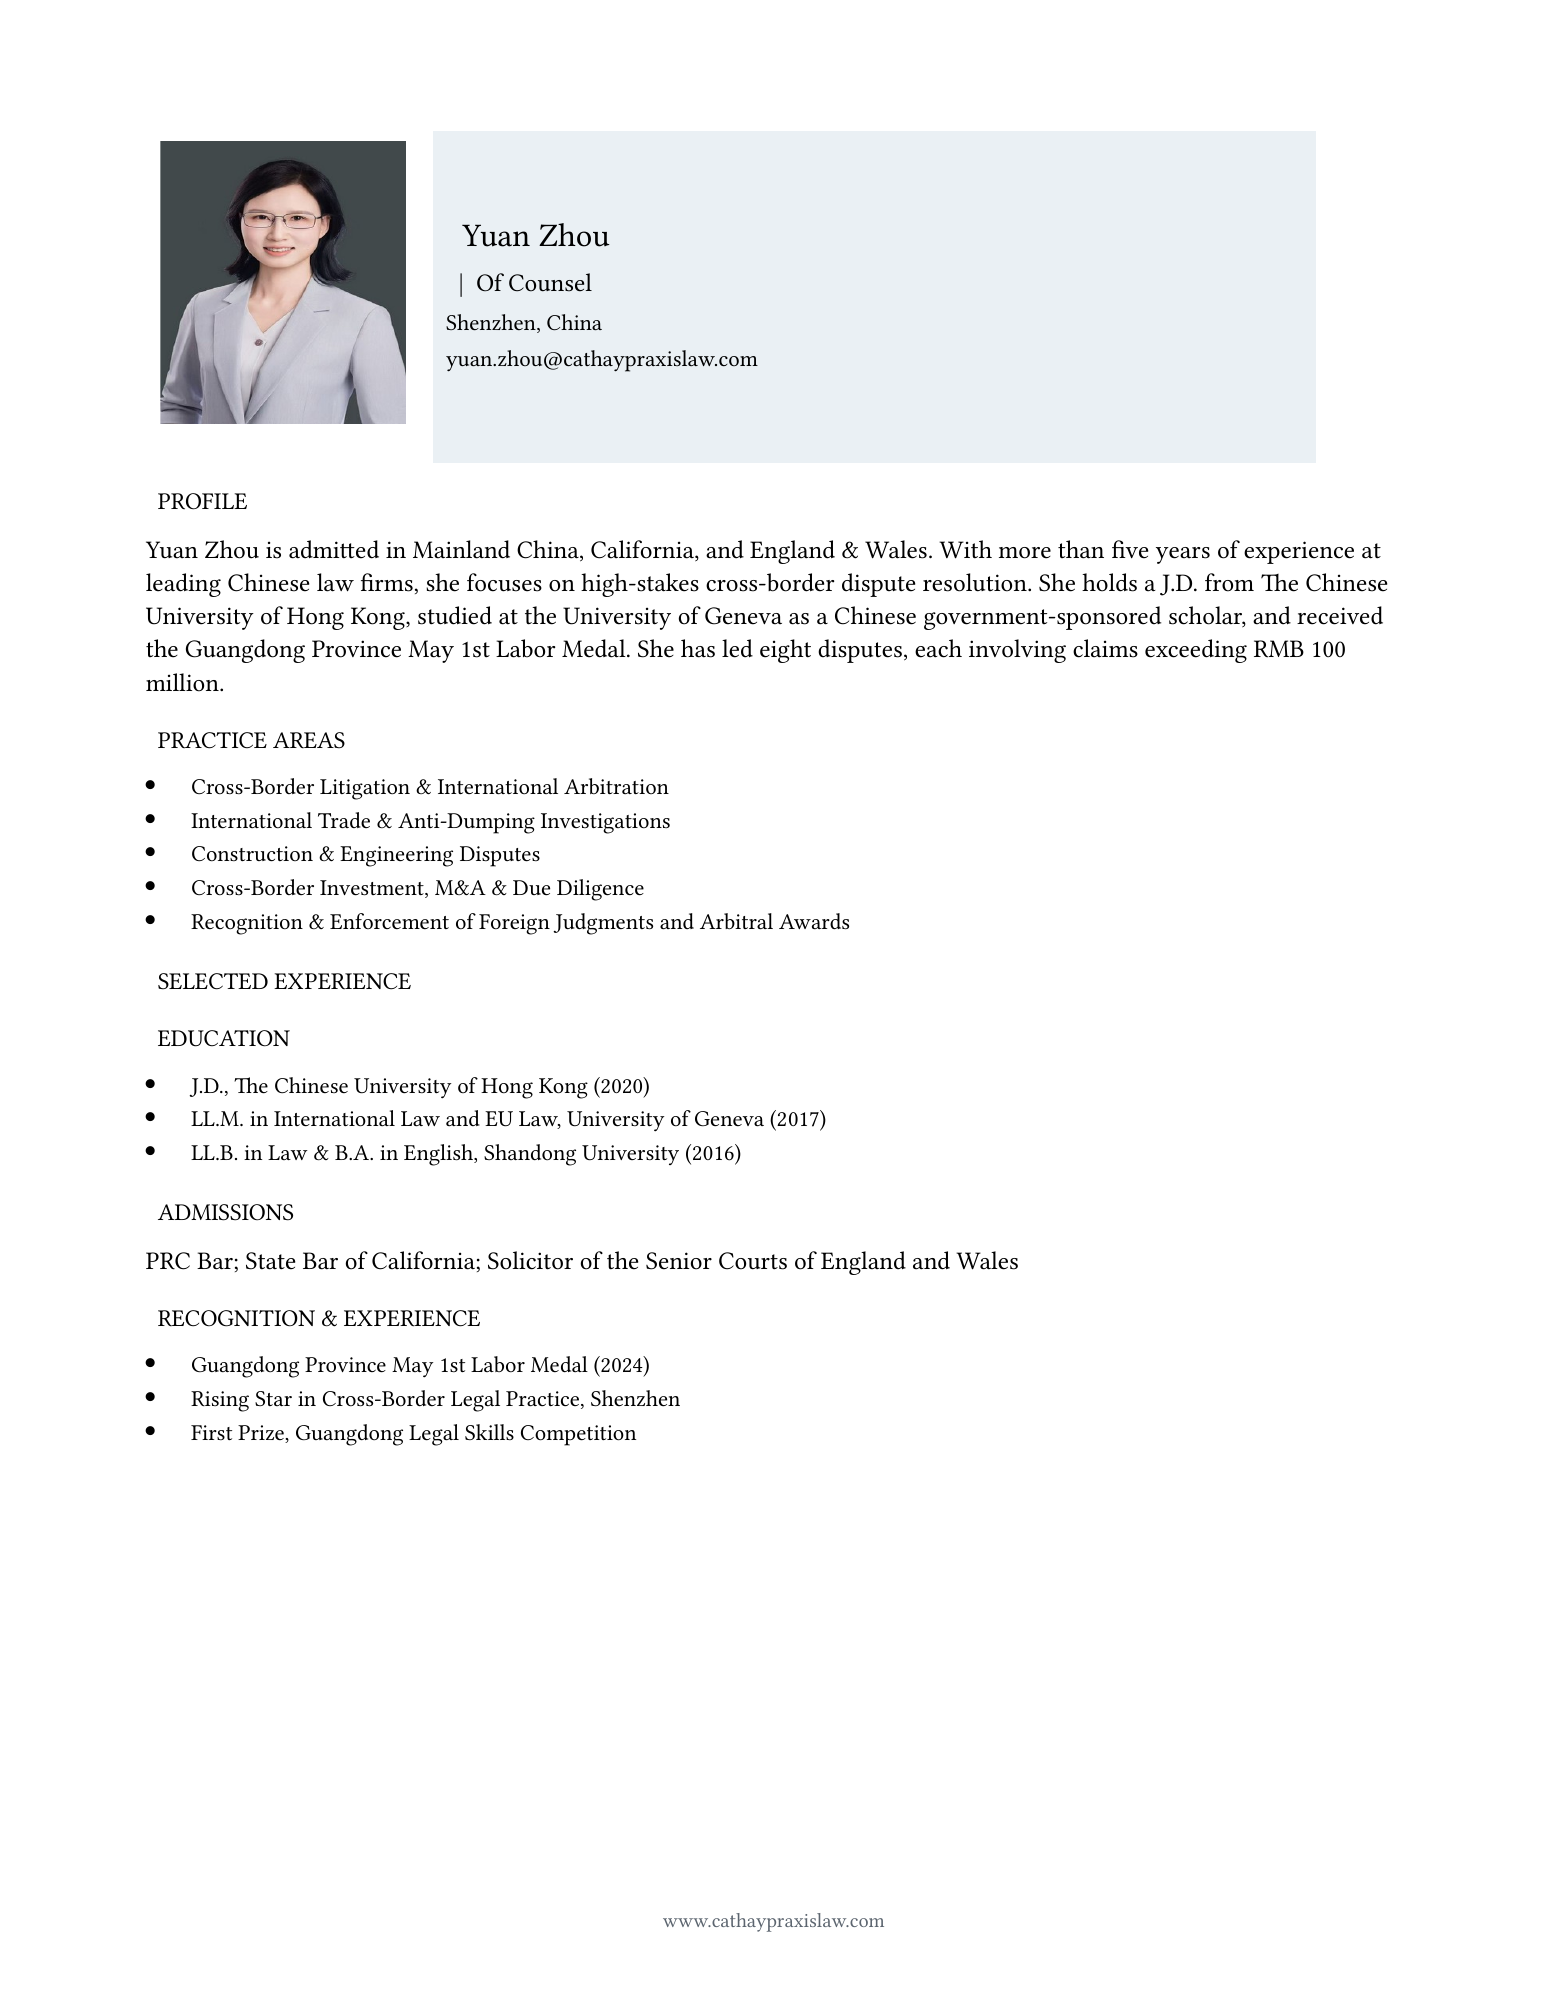 Yuan Zhou
| Of Counsel
Shenzhen, China
yuan.zhou@cathaypraxislaw.com
PROFILE
Yuan Zhou is admitted in Mainland China, California, and England & Wales. With more than five years of experience at
leading Chinese law firms, she focuses on high-stakes cross-border dispute resolution. She holds a J.D. from The Chinese
University of Hong Kong, studied at the University of Geneva as a Chinese government-sponsored scholar, and received
the Guangdong Province May 1st Labor Medal. She has led eight disputes, each involving claims exceeding RMB 100
million.
PRACTICE AREAS
• Cross-Border Litigation & International Arbitration
• International Trade & Anti-Dumping Investigations
• Construction & Engineering Disputes
• Cross-Border Investment, M&A & Due Diligence
• Recognition & Enforcement of Foreign Judgments and Arbitral Awards
SELECTED EXPERIENCE
EDUCATION
• J.D., The Chinese University of Hong Kong (2020)
• LL.M. in International Law and EU Law, University of Geneva (2017)
• LL.B. in Law & B.A. in English, Shandong University (2016)
ADMISSIONS
PRC Bar; State Bar of California; Solicitor of the Senior Courts of England and Wales
RECOGNITION & EXPERIENCE
• Guangdong Province May 1st Labor Medal (2024)
• Rising Star in Cross-Border Legal Practice, Shenzhen
• First Prize, Guangdong Legal Skills Competition
www.cathaypraxislaw.com